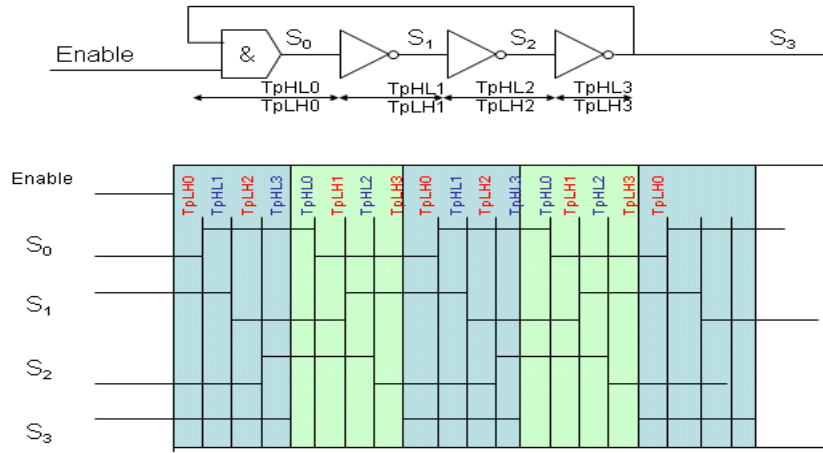 Enable & S0 S1 S2 S3
TpHL0 TpHL1 TpHL2 TpHL3
TpLH0 TpLH1 TpLH2 TpLH3
Enable
TpLH0 TpHL1 TpLH2 TpHL3 TpHL0 TpLH1 TpHL2 TpLH3 TpLH0 TpHL1 TpLH2 TpHL3 TpHL0 TpLH1 TpHL2 TpLH3 TpLH0
S0
S1
S2
S3